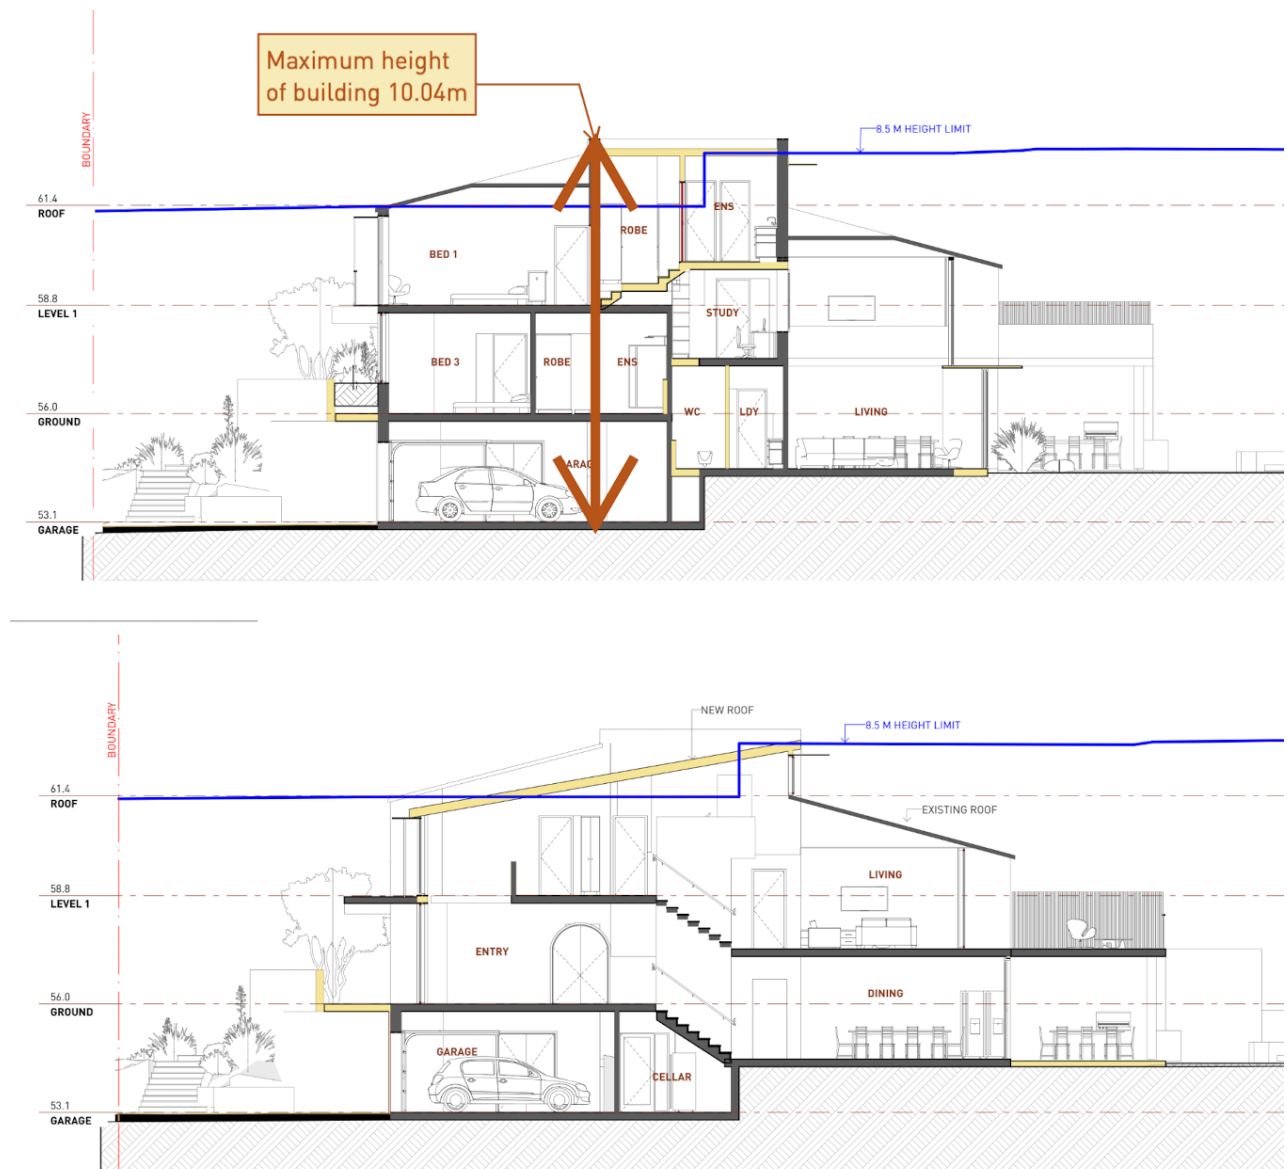 Maximum height
of building 10.04m
BOUNDARY
8.5 M HEIGHT LIMIT
61.4
ROOF
ENS
ROBE
BED 1
58.8
LEVEL 1
STUDY
BED 3
ROBE
ENS
56.0
GROUND
WC
LDY
LIVING
ARAG
53.1
GARAGE
BOUNDARY
NEW ROOF
8.5 M HEIGHT LIMIT
61.4
ROOF
EXISTING ROOF
58.8
LEVEL 1
LIVING
ENTRY
56.0
GROUND
DINING
GARAGE
CELLAR
53.1
GARAGE